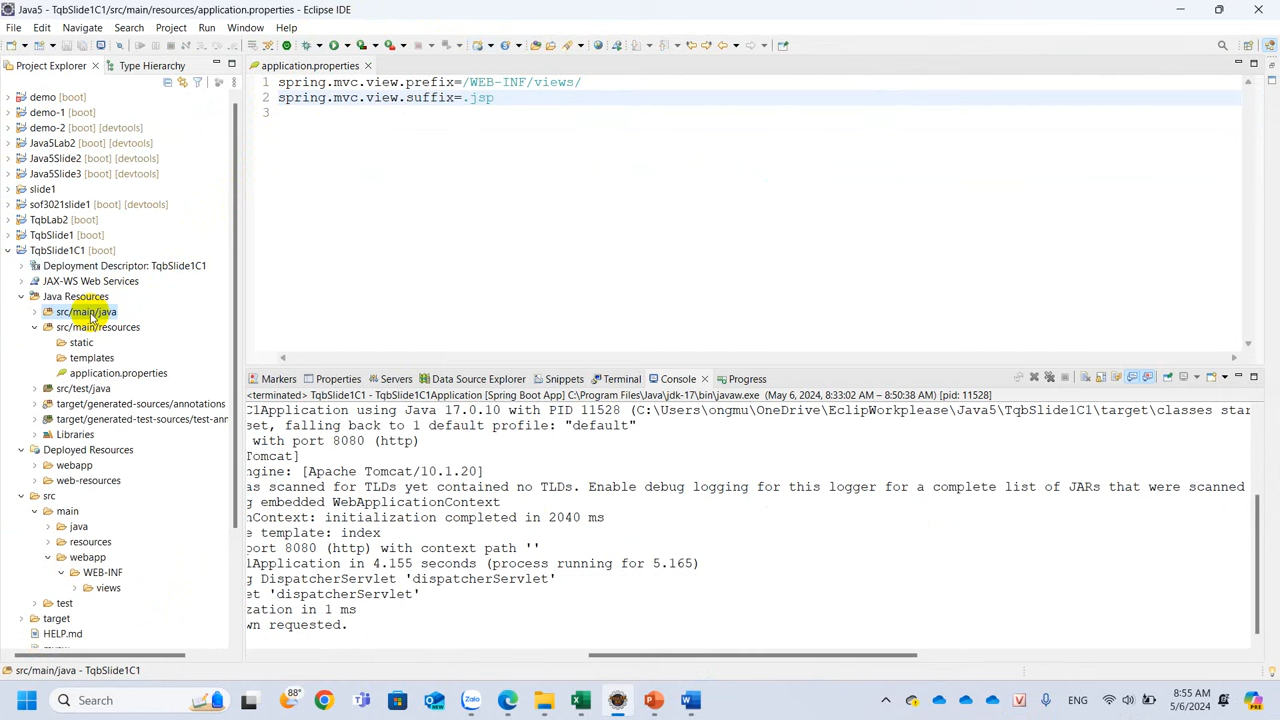 Java5 - TqbSlide1C1/src/main/resources/application.properties - Eclipse IDE
File Edit Navigate Search Project Run Window Help
Project Explorer
Type Hierarchy
demo [boot]
demo-1 [boot]
demo-2 [boot] [devtools]
Java5Lab2 [boot] [devtools]
Java5Slide2 [boot] [devtools]
Java5Slide3 [boot] [devtools]
slide1
sof3021slide1 [boot] [devtools]
TqbLab2 [boot]
TqbSlide1 [boot]
TqbSlide1C1 [boot]
Deployment Descriptor: TqbSlide1C1
JAX-WS Web Services
Java Resources
src/main/java
src/main/resources
static
templates
application.properties
src/test/java
target/generated-sources/annotations
target/generated-test-sources/test-ann
Libraries
Deployed Resources
webapp
web-resources
src
main
java
resources
webapp
WEB-INF
views
test
target
HELP.md
application.properties
1 spring.mvc.view.prefix=/WEB-INF/views/
2 spring.mvc.view.suffix=.jsp
3
Markers Properties Servers Data Source Explorer Snippets Terminal Console Progress
<terminated> TqbSlide1C1 - TqbSlide1C1Application [Spring Boot App] C:\Program Files\Java\jdk-17\bin\javaw.exe (May 6, 2024, 8:33:02 AM – 8:50:38 AM) [pid: 11528]
C1Application using Java 17.0.10 with PID 11528 (C:\Users\ongma\OneDrive\EclipWorkplease\Java5\TqbSlide1C1\target\classes star
set, falling back to 1 default profile: "default"
with port 8080 (http)
Tomcat]
ngine: [Apache Tomcat/10.1.20]
as scanned for TLDs yet contained no TLDs. Enable debug logging for this logger for a complete list of JARs that were scanned
g embedded WebApplicationContext
nContext: initialization completed in 2040 ms
e template: index
port 8080 (http) with context path ''
1Application in 4.155 seconds (process running for 5.165)
g DispatcherServlet 'dispatcherServlet'
et 'dispatcherServlet'
zation in 1 ms
wn requested.
src/main/java - TqbSlide1C1
Search
88°
ENG
8:55 AM
5/6/2024